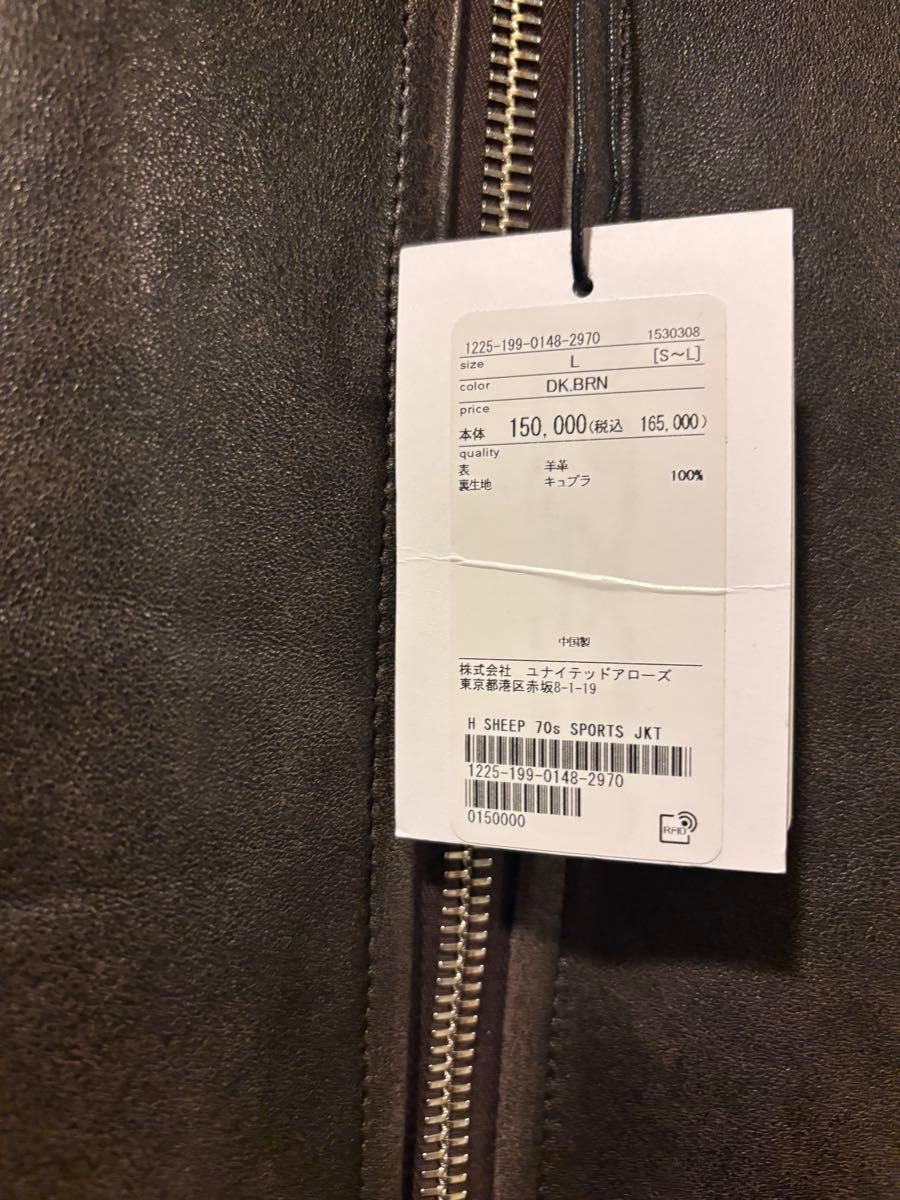 1225-199-0148-2970 1530308
size L [S~L]
color DK.BRN
price
本体 150,000(税込 165,000)
quality
表 羊革
裏生地 キュプラ 100%
中国製
株式会社 ユナイテッドアローズ
東京都港区赤坂8-1-19
H SHEEP 70s SPORTS JKT
1225-199-0148-2970
0150000
RFID